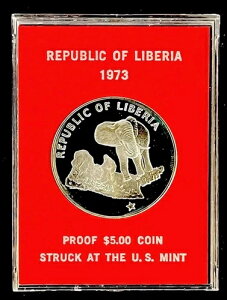 REPUBLIC OF LIBERIA
1973
REPUBLIC OF LIBERIA
PROOF $5.00 COIN
STRUCK AT THE U.S. MINT